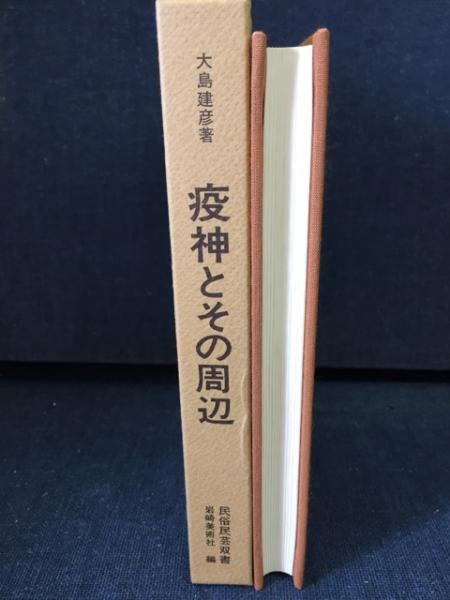 大島建彦著
疫神とその周辺
民俗民芸双書
岩崎美術社 編